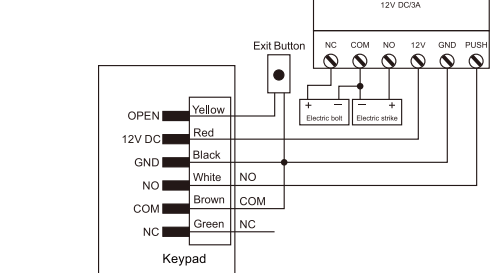 12V DC/3A
NC COM NO 12V GND PUSH
Exit Button
+ − − +
Electric bolt Electric strike
OPEN Yellow
12V DC Red
GND Black
NO White NO
COM Brown COM
NC Green NC
Keypad